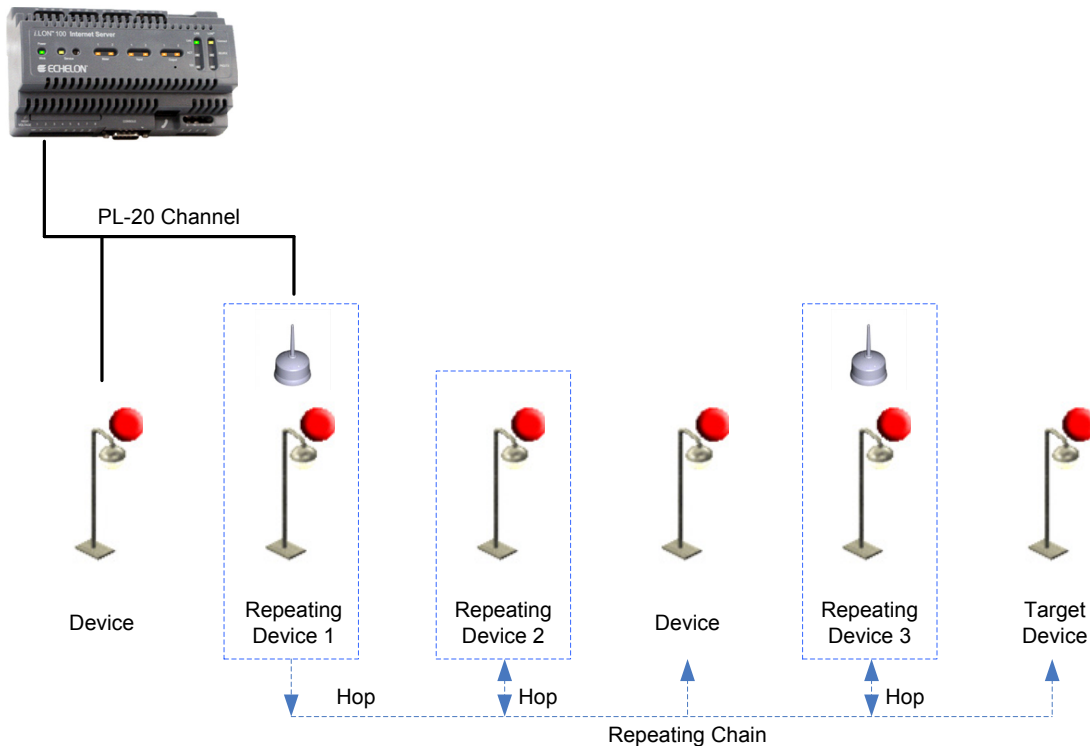 i.LON 100 Internet Server
ECHELON
PL-20 Channel
Device
Repeating
Device 1
Repeating
Device 2
Device
Repeating
Device 3
Target
Device
Hop
Hop
Hop
Repeating Chain